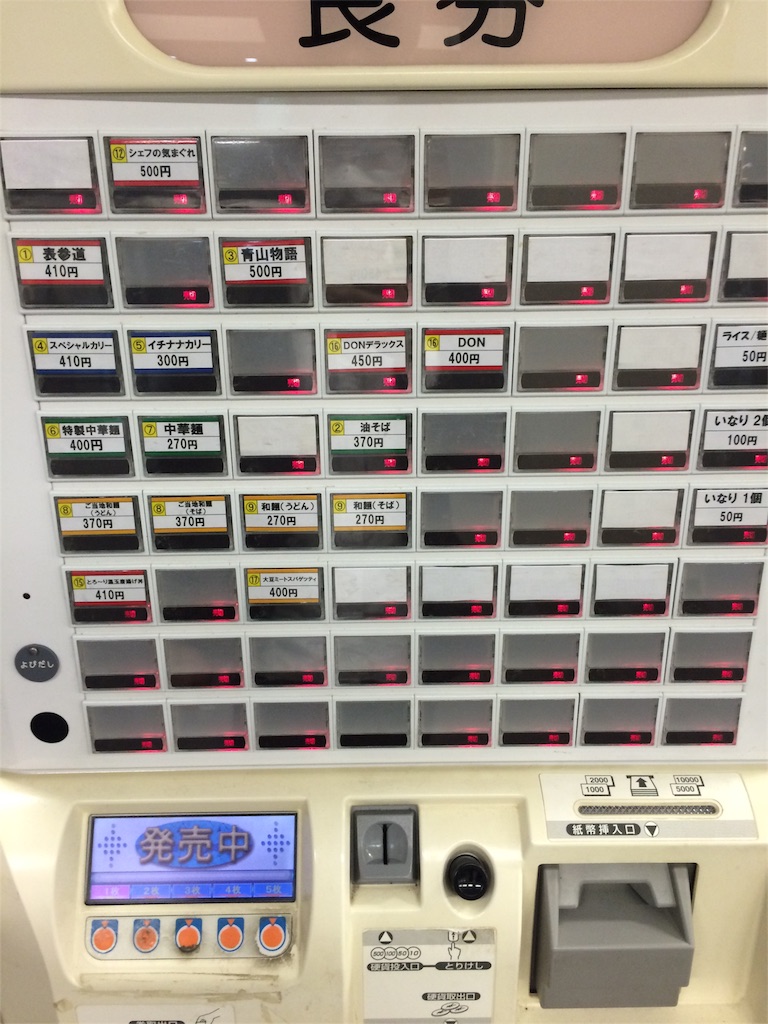 食券
⑫ シェフの気まぐれ
500円
① 表参道
410円
③ 青山物語
500円
④ スペシャルカリー
410円
⑤ イチナナカリー
300円
⑯ DONデラックス
450円
⑯ DON
400円
ライス/麺
50円
⑥ 特製中華麺
400円
⑦ 中華麺
270円
② 油そば
370円
いなり 2個
100円
⑧ ご当地和麺
(うどん)
370円
⑧ ご当地和麺
(そば)
370円
⑨ 和麺(うどん)
270円
⑨ 和麺(そば)
270円
いなり 1個
50円
⑮ とろ〜り温玉唐揚げ丼
410円
⑰ 大豆ミートスパゲッティ
400円
よびだし
発売中
1枚 2枚 3枚 4枚 5枚
2000
1000
10000
5000
紙幣挿入口
500 100 50 10
硬貨投入口
とりけし
硬貨取出口